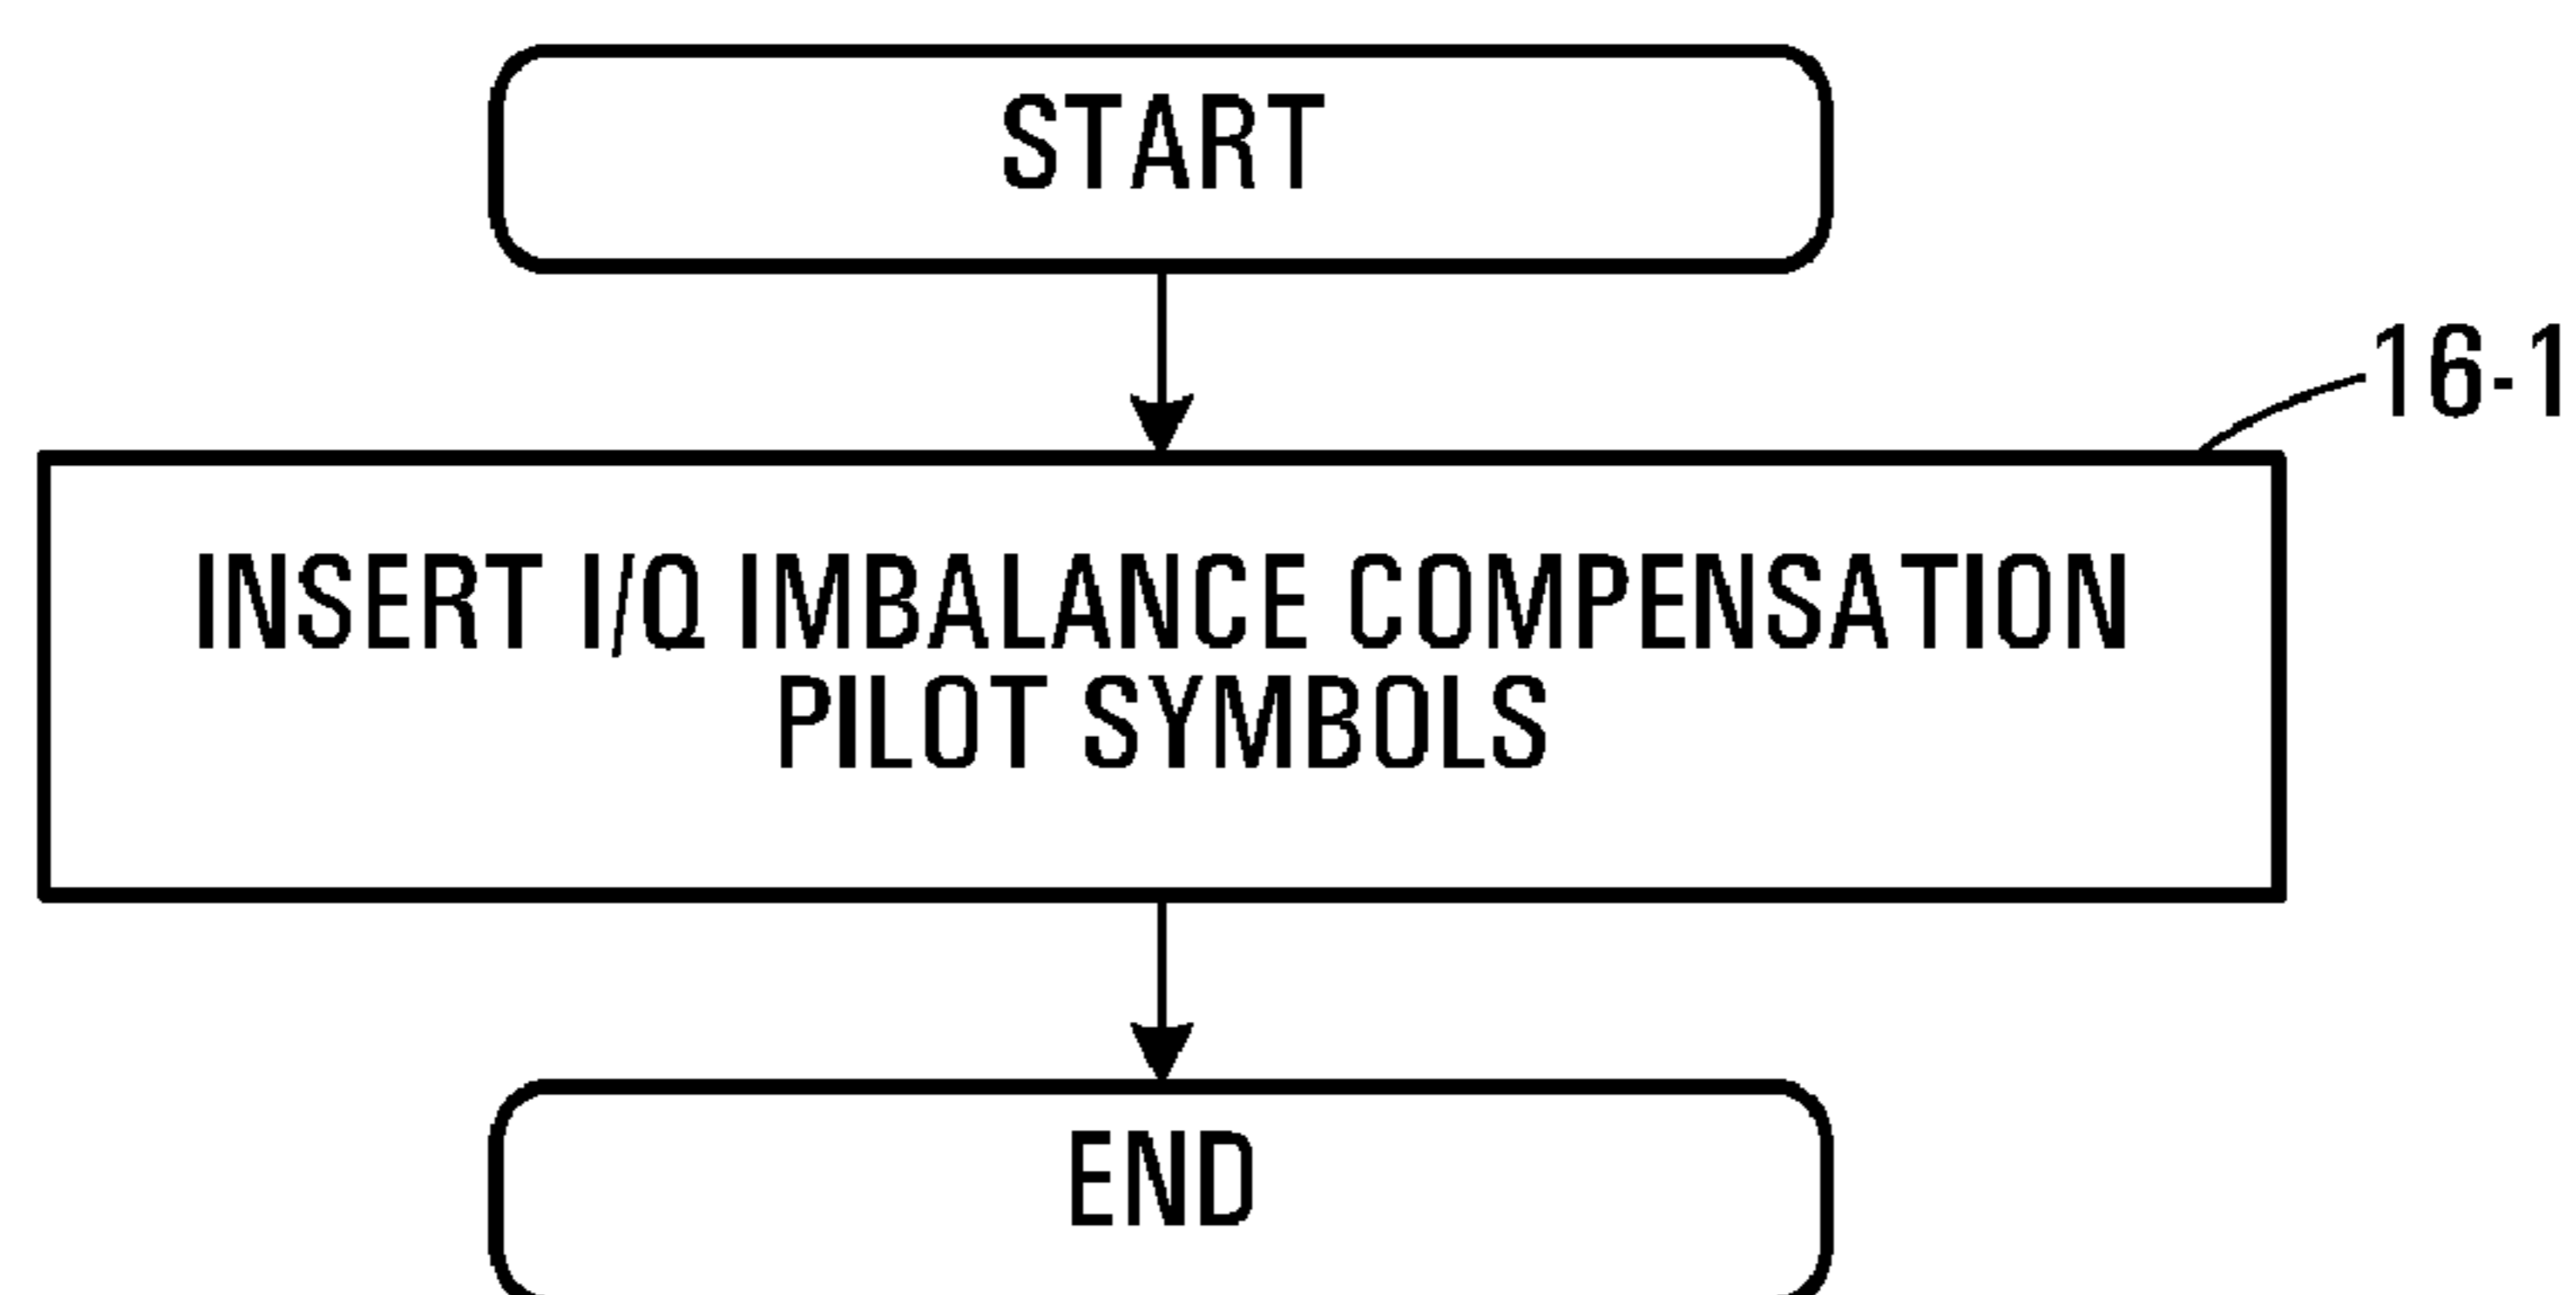 START
16-1
INSERT I/Q IMBALANCE COMPENSATION
PILOT SYMBOLS
END